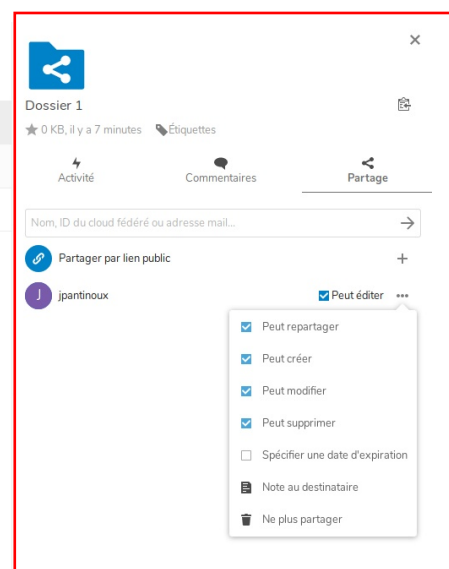 Dossier 1
0 KB, il y a 7 minutes Étiquettes
Activité Commentaires Partage
Nom, ID du cloud fédéré ou adresse mail...
Partager par lien public
J jpantinoux Peut éditer
Peut repartager
Peut créer
Peut modifier
Peut supprimer
Spécifier une date d'expiration
Note au destinataire
Ne plus partager